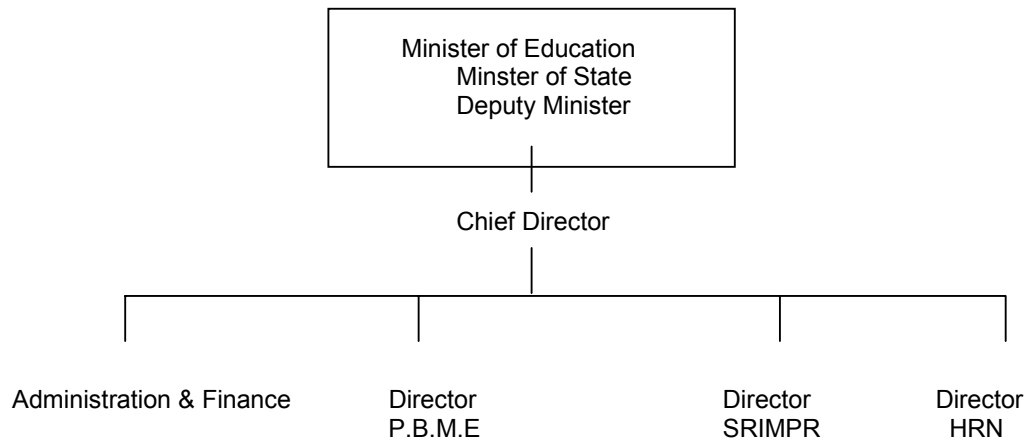 Minister of Education
Minster of State
Deputy Minister
Chief Director
Administration & Finance
Director
P.B.M.E
Director
SRIMPR
Director
HRN